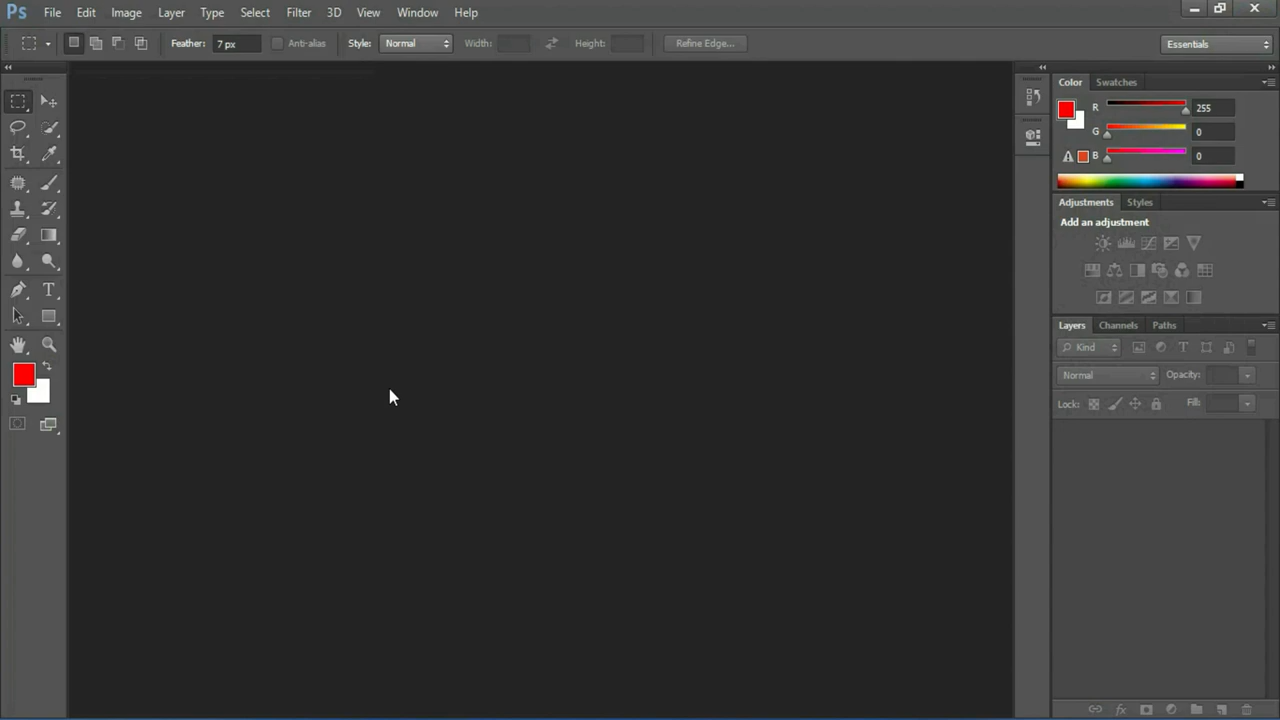 Ps File Edit Image Layer Type Select Filter 3D View Window Help
Feather: 7 px Anti-alias Style: Normal Width: Height: Refine Edge... Essentials
Color Swatches
R 255
G 0
B 0
Adjustments Styles
Add an adjustment
Layers Channels Paths
Kind T
Normal Opacity:
Lock: Fill:
T
fx